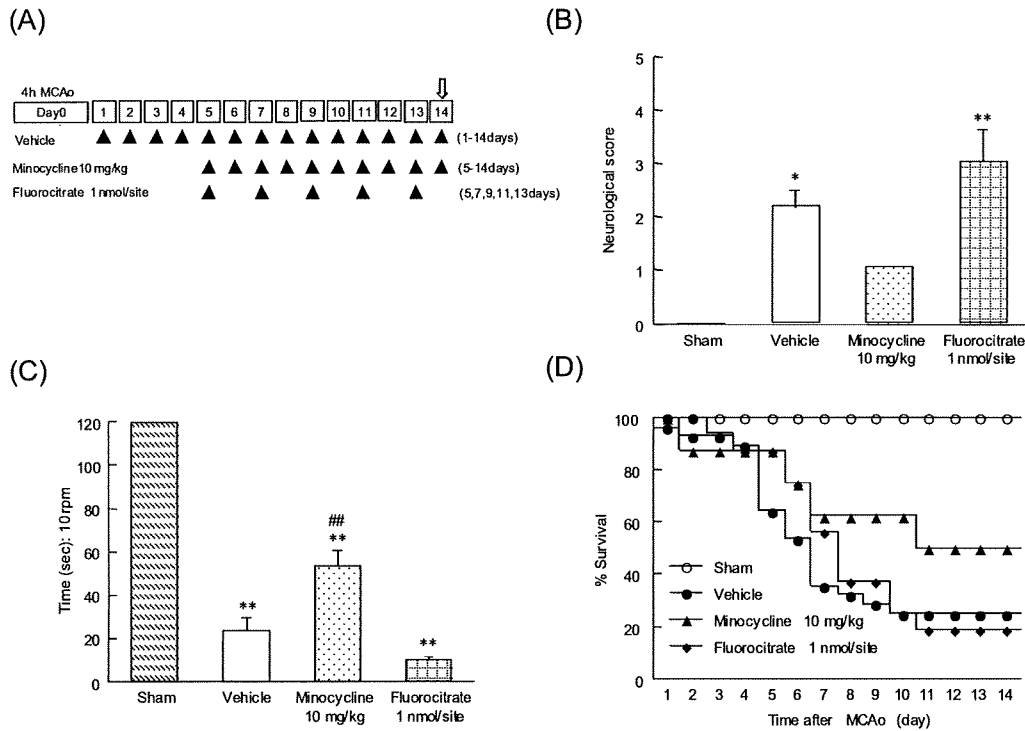 (A)
4h MCAo
Day0 1 2 3 4 5 6 7 8 9 10 11 12 13 14
Vehicle (1-14days)
Minocycline 10 mg/kg (5-14days)
Fluorocitrate 1 nmol/site (5,7,9,11,13days)
(B)
Neurological score
5
4
3
2
1
0
*
**
Sham Vehicle Minocycline Fluorocitrate
10 mg/kg 1 nmol/site
(C)
Time (sec): 10 rpm
120
100
80
60
40
20
0
**
##
**
**
Sham Vehicle Minocycline Fluorocitrate
10 mg/kg 1 nmol/site
(D)
% Survival
100
80
60
40
20
0
Sham
Vehicle
Minocycline 10 mg/kg
Fluorocitrate 1 nmol/site
1 2 3 4 5 6 7 8 9 10 11 12 13 14
Time after MCAo (day)